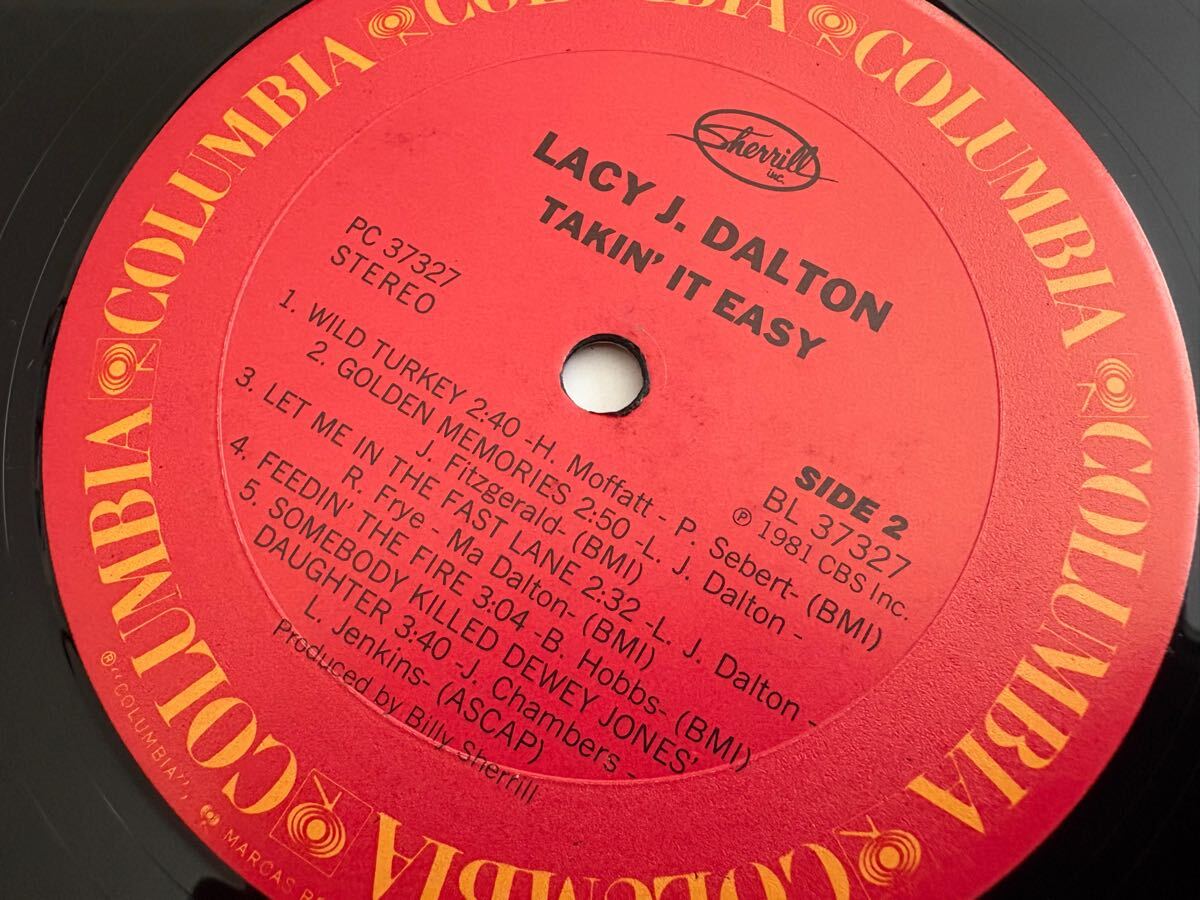 COLUMBIA COLUMBIA COLUMBIA COLUMBIA COLUMBIA COLUMBIA COLUMBIA COLUMBIA
Sherrill
inc.
LACY J. DALTON
TAKIN' IT EASY
PC 37327
STEREO
SIDE 2
BL 37327
℗ 1981 CBS Inc.
1. WILD TURKEY 2:40 -H. Moffatt - P. Sebert- (BMI)
2. GOLDEN MEMORIES 2:50 -L. J. Dalton -
J. Fitzgerald- (BMI)
3. LET ME IN THE FAST LANE 2:32 -L. J. Dalton -
R. Frye - Ma Dalton- (BMI)
4. FEEDIN' THE FIRE 3:04 -B. Hobbs- (BMI)
5. SOMEBODY KILLED DEWEY JONES'
DAUGHTER 3:40 -J. Chambers -
L. Jenkins- (ASCAP)
Produced by Billy Sherrill
® "COLUMBIA", MARCAS